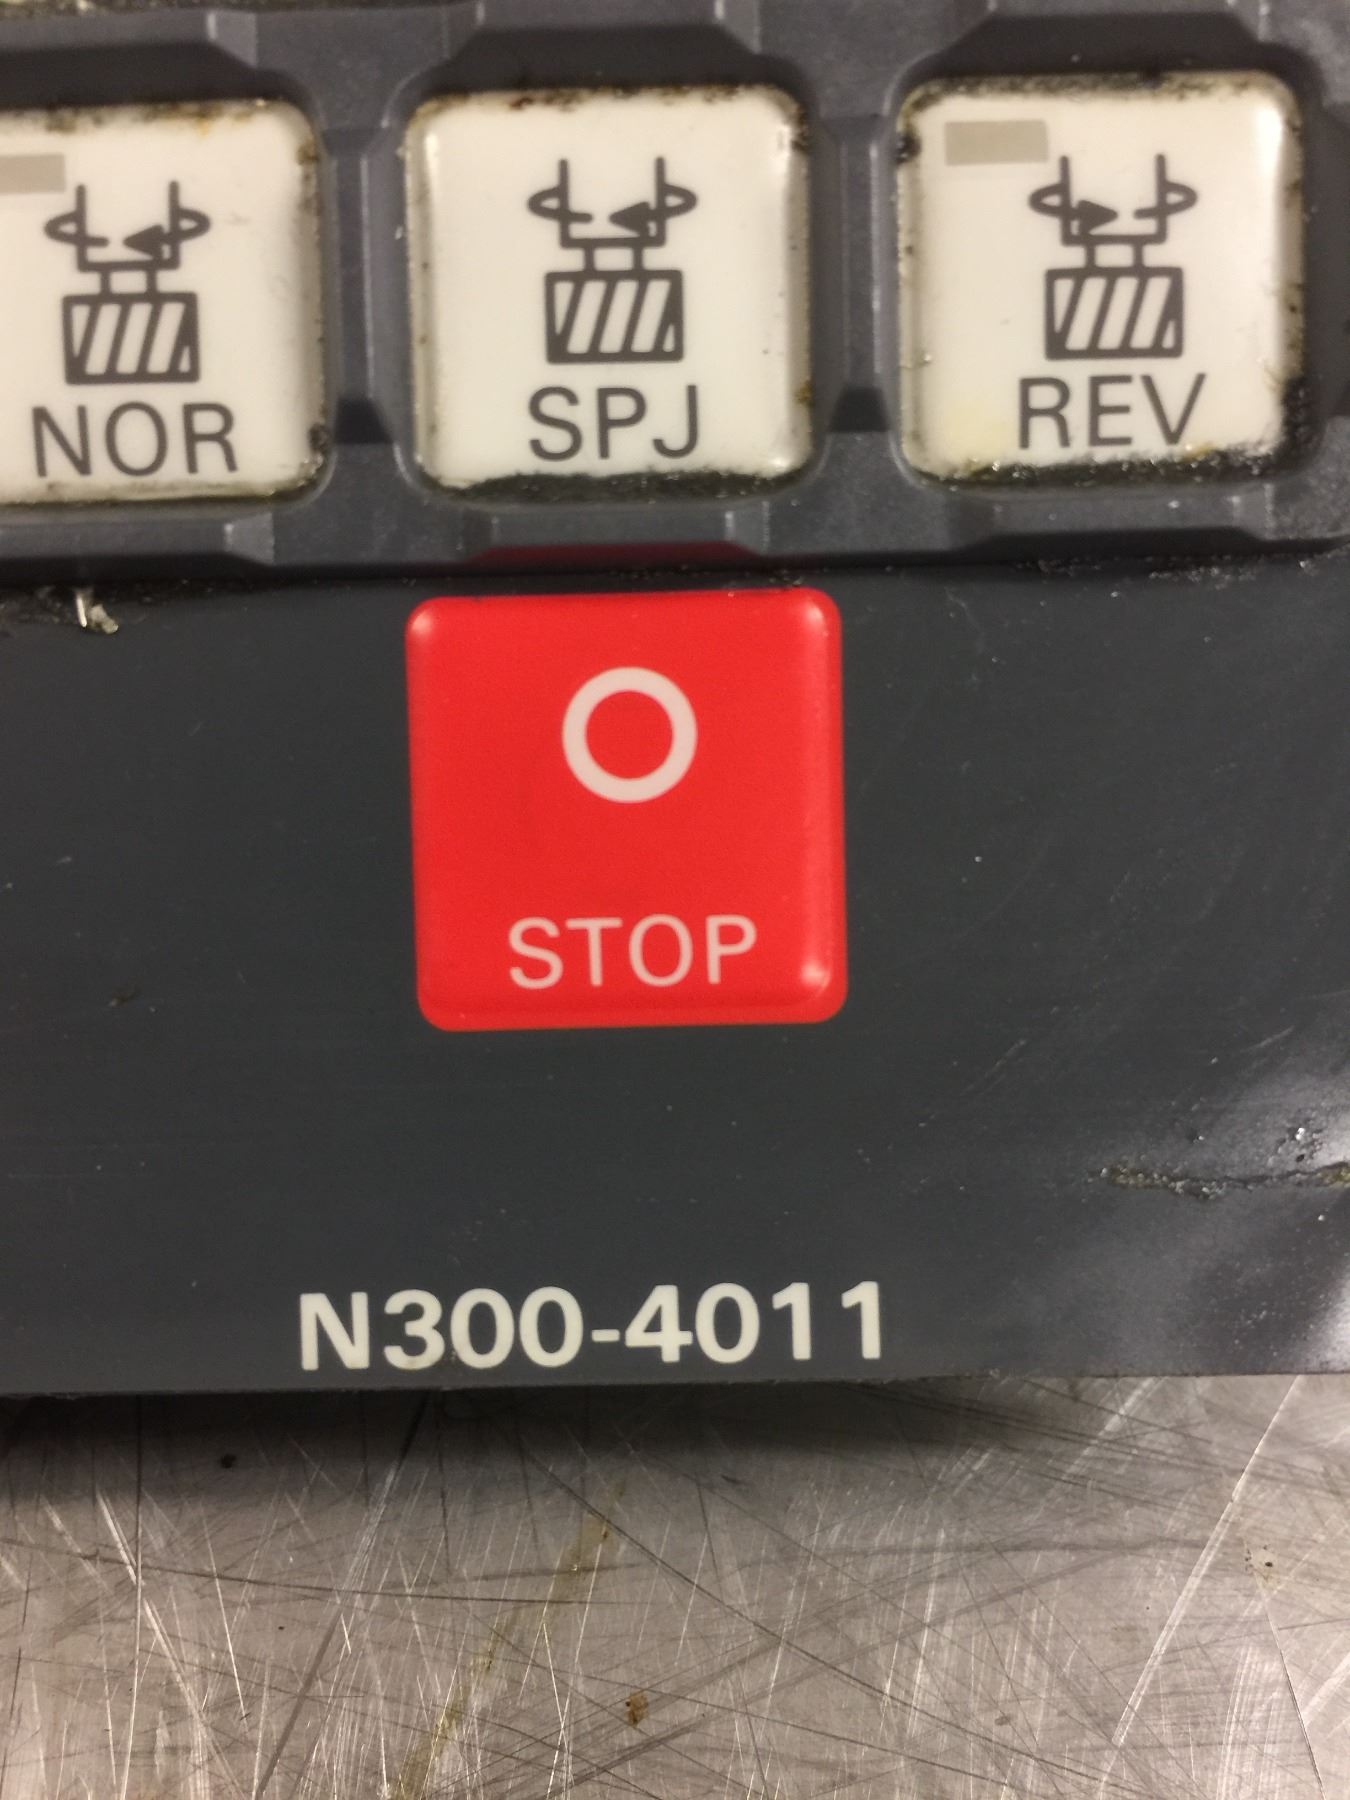 NOR SPJ REV
STOP
N300-4011